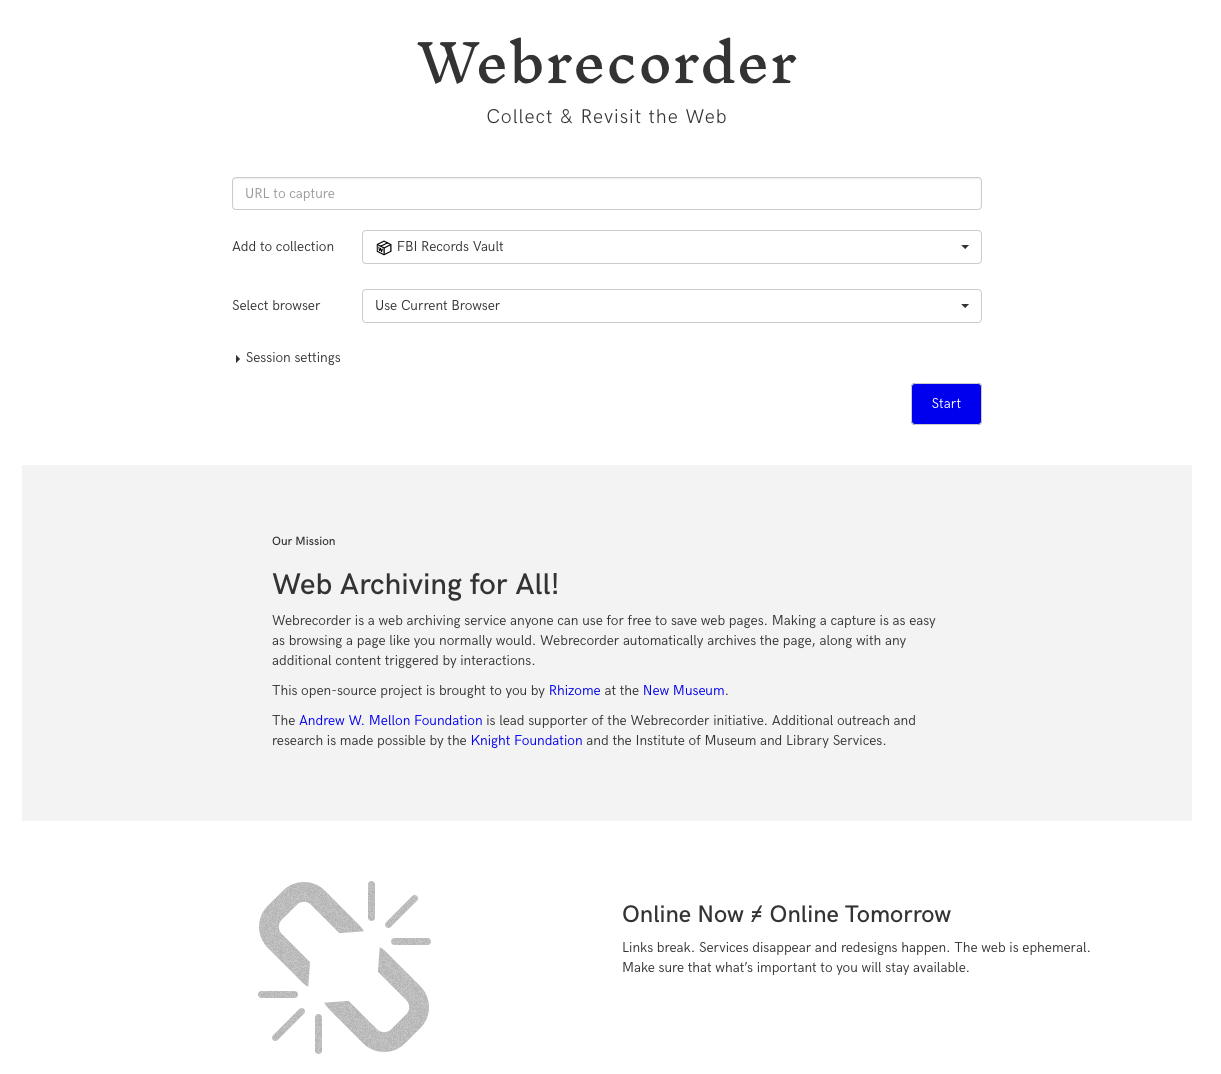 Webrecorder
Collect & Revisit the Web
URL to capture
Add to collection
FBI Records Vault
Select browser
Use Current Browser
Session settings
Start
Our Mission
Web Archiving for All!
Webrecorder is a web archiving service anyone can use for free to save web pages. Making a capture is as easy
as browsing a page like you normally would. Webrecorder automatically archives the page, along with any
additional content triggered by interactions.
This open-source project is brought to you by Rhizome at the New Museum.
The Andrew W. Mellon Foundation is lead supporter of the Webrecorder initiative. Additional outreach and
research is made possible by the Knight Foundation and the Institute of Museum and Library Services.
Online Now ≠ Online Tomorrow
Links break. Services disappear and redesigns happen. The web is ephemeral.
Make sure that what’s important to you will stay available.